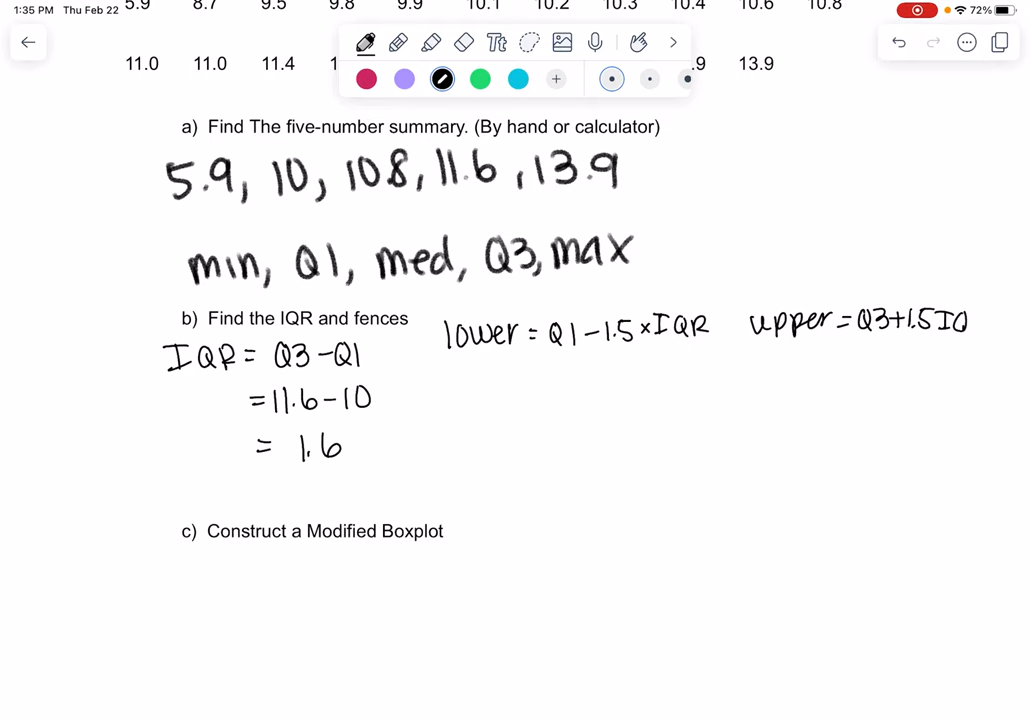 1:35 PM Thu Feb 22
72%
5.9 8.7 9.5 9.8 9.9 10.1 10.2 10.3 10.4 10.6 10.8
Tt
11.0 11.0 11.4 1 .9 13.9
a) Find The five-number summary. (By hand or calculator)
5.9, 10, 108, 11.6, 13.9
min, Q1, med, Q3, max
b) Find the IQR and fences
lower = Q1 - 1.5 × IQR upper = Q3 + 1.5 IQ
IQR = Q3 - Q1
= 11.6 - 10
= 1.6
c) Construct a Modified Boxplot